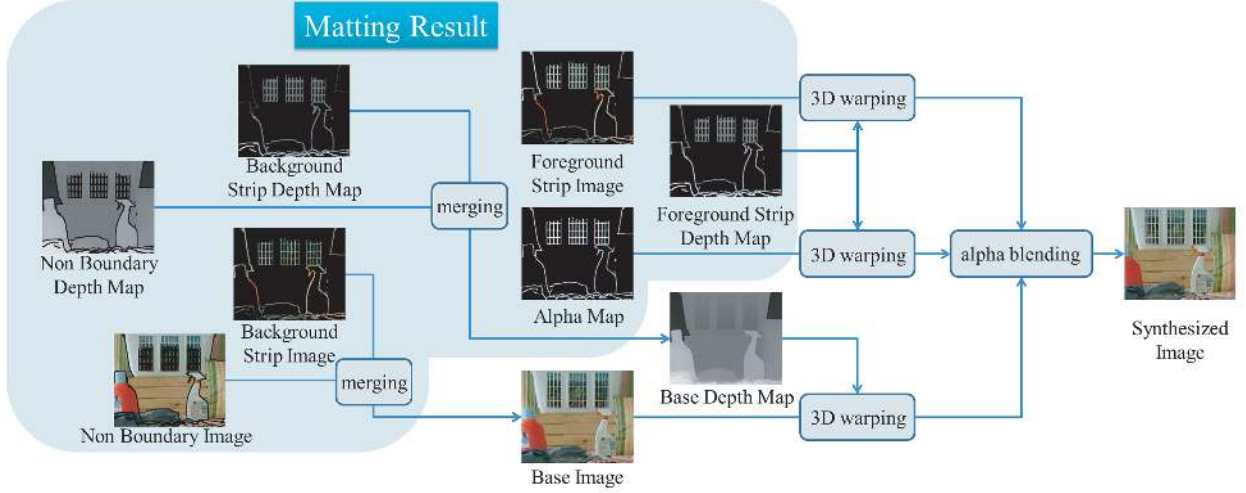 Matting Result
Background
Strip Depth Map
Foreground
Strip Image
3D warping
Non Boundary
Depth Map
merging
Foreground Strip
Depth Map
Background
Strip Image
Alpha Map
3D warping
alpha blending
Synthesized
Image
Non Boundary Image
merging
Base Depth Map
3D warping
Base Image